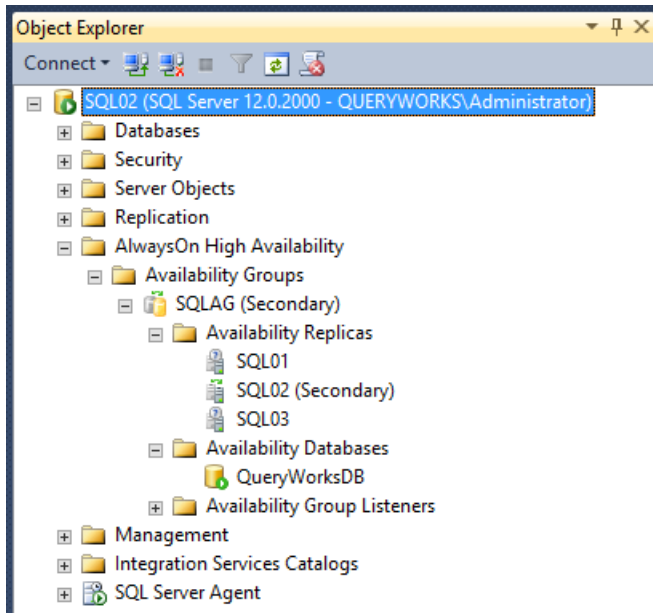 Object Explorer
Connect
SQL02 (SQL Server 12.0.2000 - QUERYWORKS\Administrator)
Databases
Security
Server Objects
Replication
AlwaysOn High Availability
Availability Groups
SQLAG (Secondary)
Availability Replicas
SQL01
SQL02 (Secondary)
SQL03
Availability Databases
QueryWorksDB
Availability Group Listeners
Management
Integration Services Catalogs
SQL Server Agent